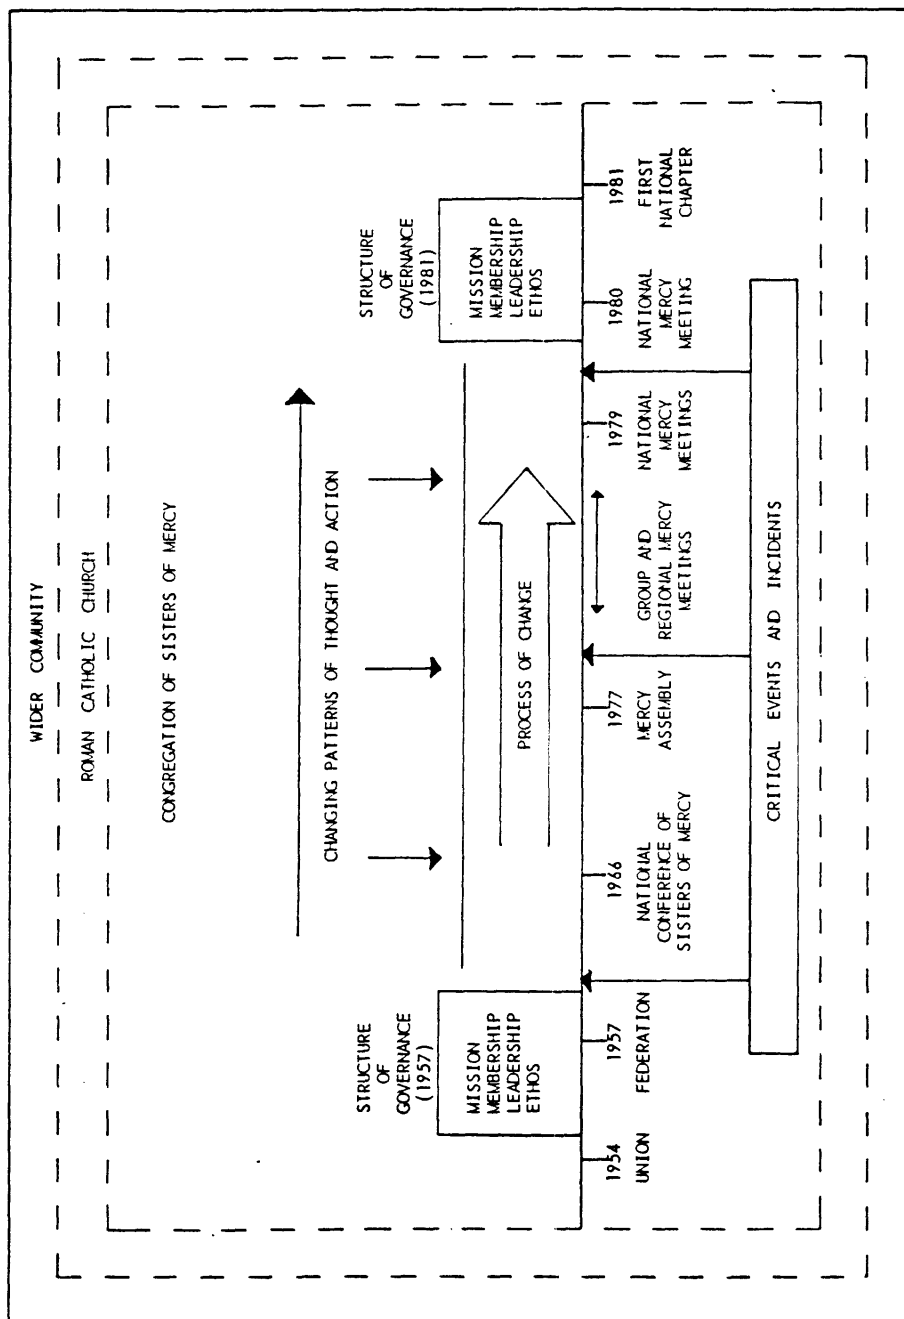 WIDER COMMUNITY
ROMAN CATHOLIC CHURCH
CONGREGATION OF SISTERS OF MERCY
CHANGING PATTERNS OF THOUGHT AND ACTION
STRUCTURE
OF
GOVERNANCE
(1957)
MISSION
MEMBERSHIP
LEADERSHIP
ETHOS
PROCESS OF CHANGE
STRUCTURE
OF
GOVERNANCE
(1981)
MISSION
MEMBERSHIP
LEADERSHIP
ETHOS
1954
UNION
1957
FEDERATION
1966
NATIONAL
CONFERENCE OF
SISTERS OF MERCY
1977
MERCY
ASSEMBLY
GROUP AND
REGIONAL MERCY
MEETINGS
1979
NATIONAL
MERCY
MEETINGS
1980
NATIONAL
MERCY
MEETING
1981
FIRST
NATIONAL
CHAPTER
CRITICAL EVENTS AND INCIDENTS